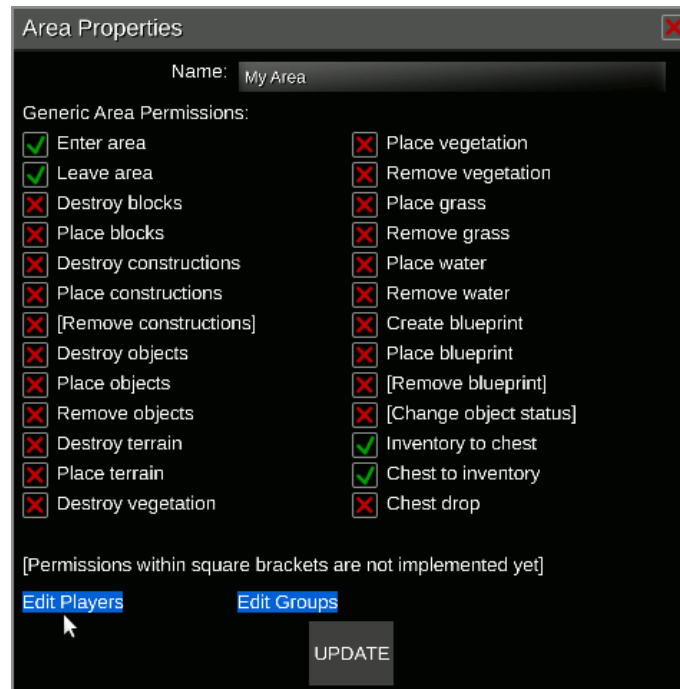 Area Properties
Name: My Area
Generic Area Permissions:
Enter area
Leave area
Destroy blocks
Place blocks
Destroy constructions
Place constructions
[Remove constructions]
Destroy objects
Place objects
Remove objects
Destroy terrain
Place terrain
Destroy vegetation
Place vegetation
Remove vegetation
Place grass
Remove grass
Place water
Remove water
Create blueprint
Place blueprint
[Remove blueprint]
[Change object status]
Inventory to chest
Chest to inventory
Chest drop
[Permissions within square brackets are not implemented yet]
Edit Players Edit Groups
UPDATE